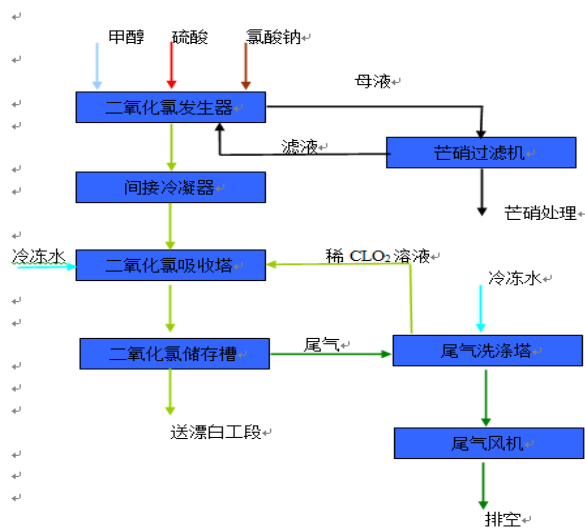 甲醇 硫酸 氯酸钠
母液
二氧化氯发生器
滤液
芒硝过滤机
间接冷凝器
芒硝处理
冷冻水
稀 CLO₂ 溶液
二氧化氯吸收塔
冷冻水
尾气
二氧化氯储存槽
尾气洗涤塔
送漂白工段
尾气风机
排空